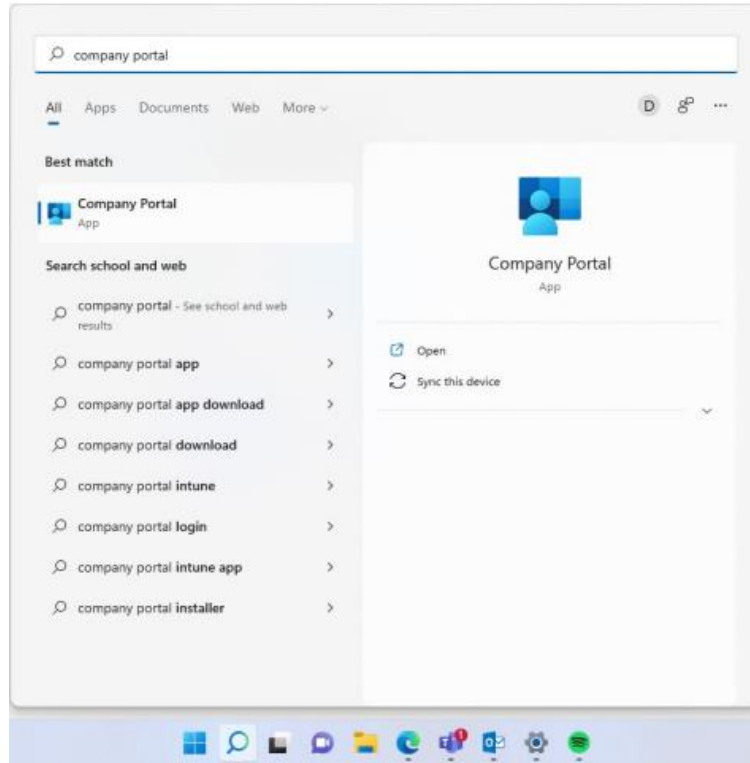 company portal
All Apps Documents Web More
D
Best match
Company Portal
App
Search school and web
company portal - See school and web
results
company portal app
company portal app download
company portal download
company portal intune
company portal login
company portal intune app
company portal installer
Company Portal
App
Open
Sync this device
1